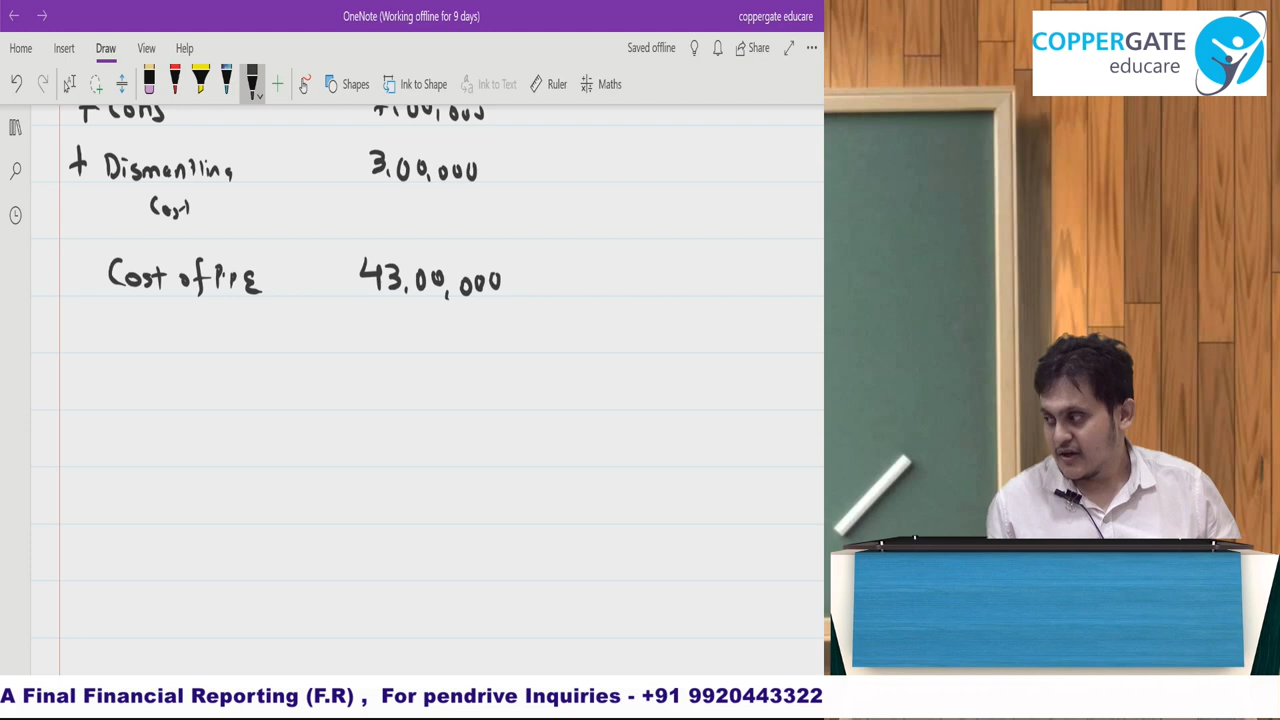 OneNote (Working offline for 9 days)
coppergate educare
Home Insert Draw View Help
Saved offline Share
Shapes Ink to Shape Ink to Text Ruler Maths
COPPERGATE
educare
+ Cons
+ Dismantling 3,00,000
Cost
Cost of PPE 43,00,000
A Final Financial Reporting (F.R) , For pendrive Inquiries - +91 9920443322